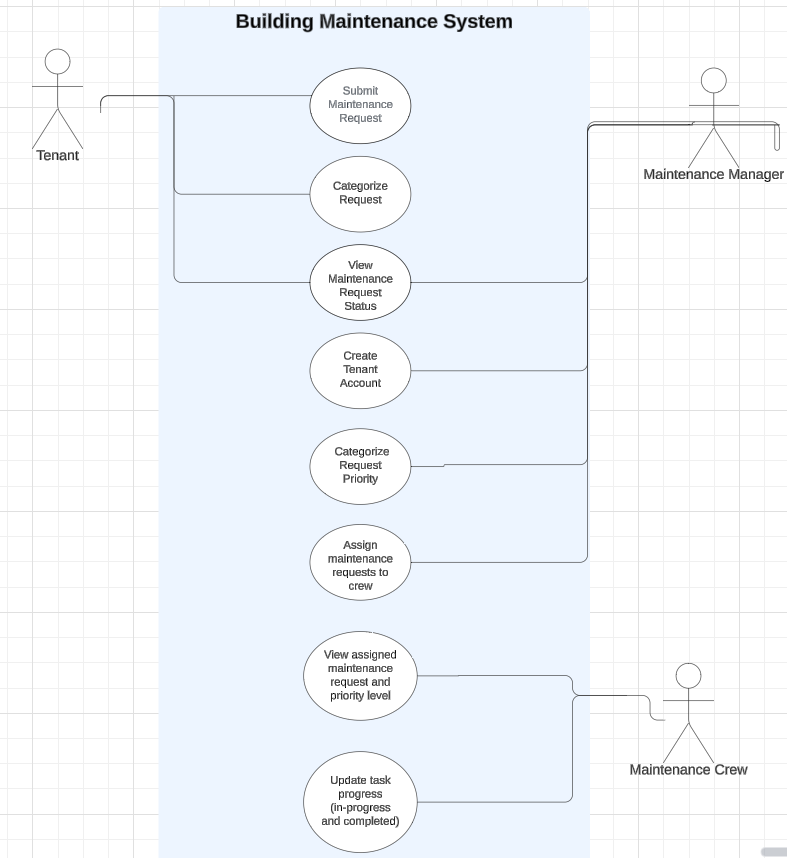 Building Maintenance System
Submit
Maintenance
Request
Tenant
Maintenance Manager
Categorize
Request
View
Maintenance
Request
Status
Create
Tenant
Account
Categorize
Request
Priority
Assign
maintenance
requests to
crew
View assigned
maintenance
request and
priority level
Maintenance Crew
Update task
progress
(in-progress
and completed)